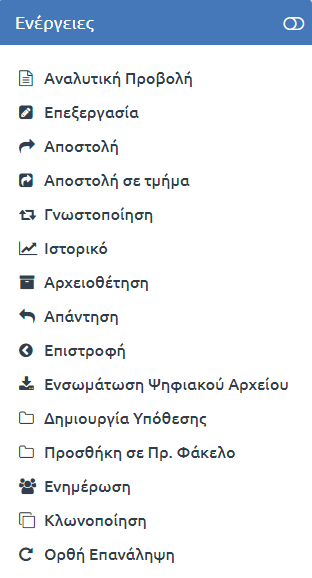 Ενέργειες
Αναλυτική Προβολή
Επεξεργασία
Αποστολή
Αποστολή σε τμήμα
Γνωστοποίηση
Ιστορικό
Αρχειοθέτηση
Απάντηση
Επιστροφή
Ενσωμάτωση Ψηφιακού Αρχείου
Δημιουργία Υπόθεσης
Προσθήκη σε Πρ. Φάκελο
Ενημέρωση
Κλωνοποίηση
Ορθή Επανάληψη